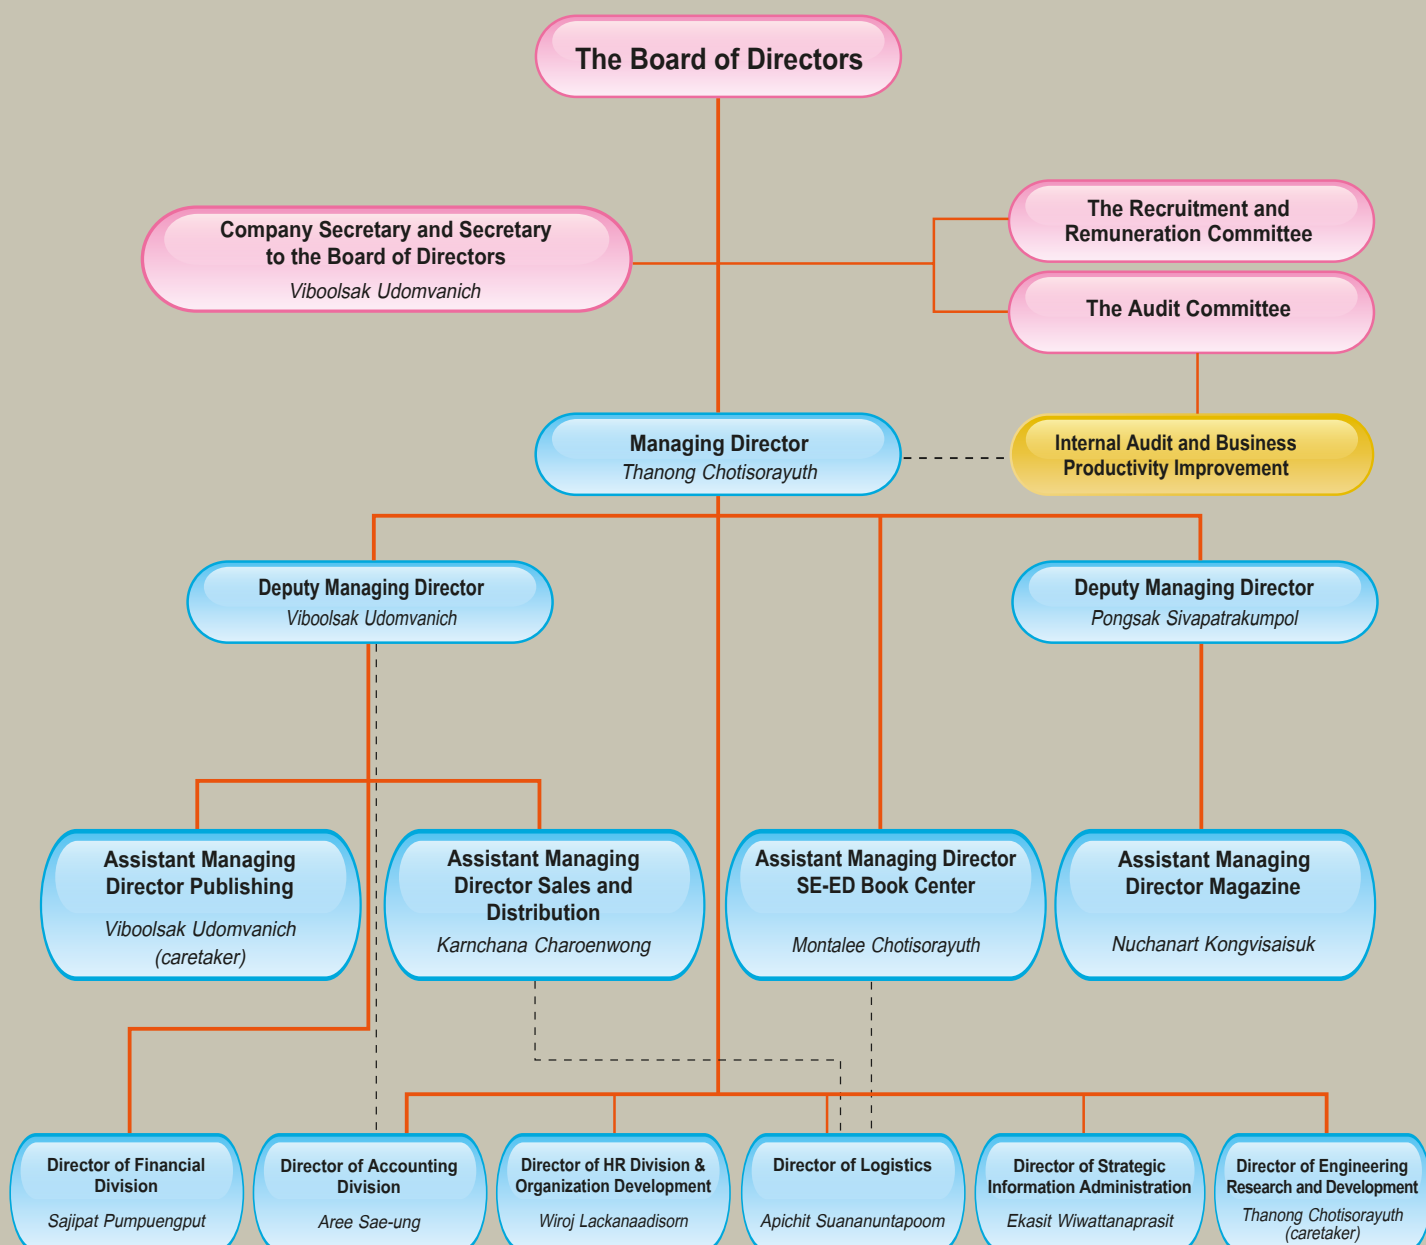 The Board of Directors
Company Secretary and Secretary
to the Board of Directors
Viboolsak Udomvanich
The Recruitment and
Remuneration Committee
The Audit Committee
Managing Director
Thanong Chotisorayuth
Internal Audit and Business
Productivity Improvement
Deputy Managing Director
Viboolsak Udomvanich
Deputy Managing Director
Pongsak Sivapatrakumpol
Assistant Managing
Director Publishing
Viboolsak Udomvanich
(caretaker)
Assistant Managing
Director Sales and
Distribution
Karnchana Charoenwong
Assistant Managing Director
SE-ED Book Center
Montalee Chotisorayuth
Assistant Managing
Director Magazine
Nuchanart Kongvisaisuk
Director of Financial
Division
Sajipat Pumpuengput
Director of Accounting
Division
Aree Sae-ung
Director of HR Division &
Organization Development
Wiroj Lackanaadisorn
Director of Logistics
Apichit Suananuntapoom
Director of Strategic
Information Administration
Ekasit Wiwattanaprasit
Director of Engineering
Research and Development
Thanong Chotisorayuth
(caretaker)